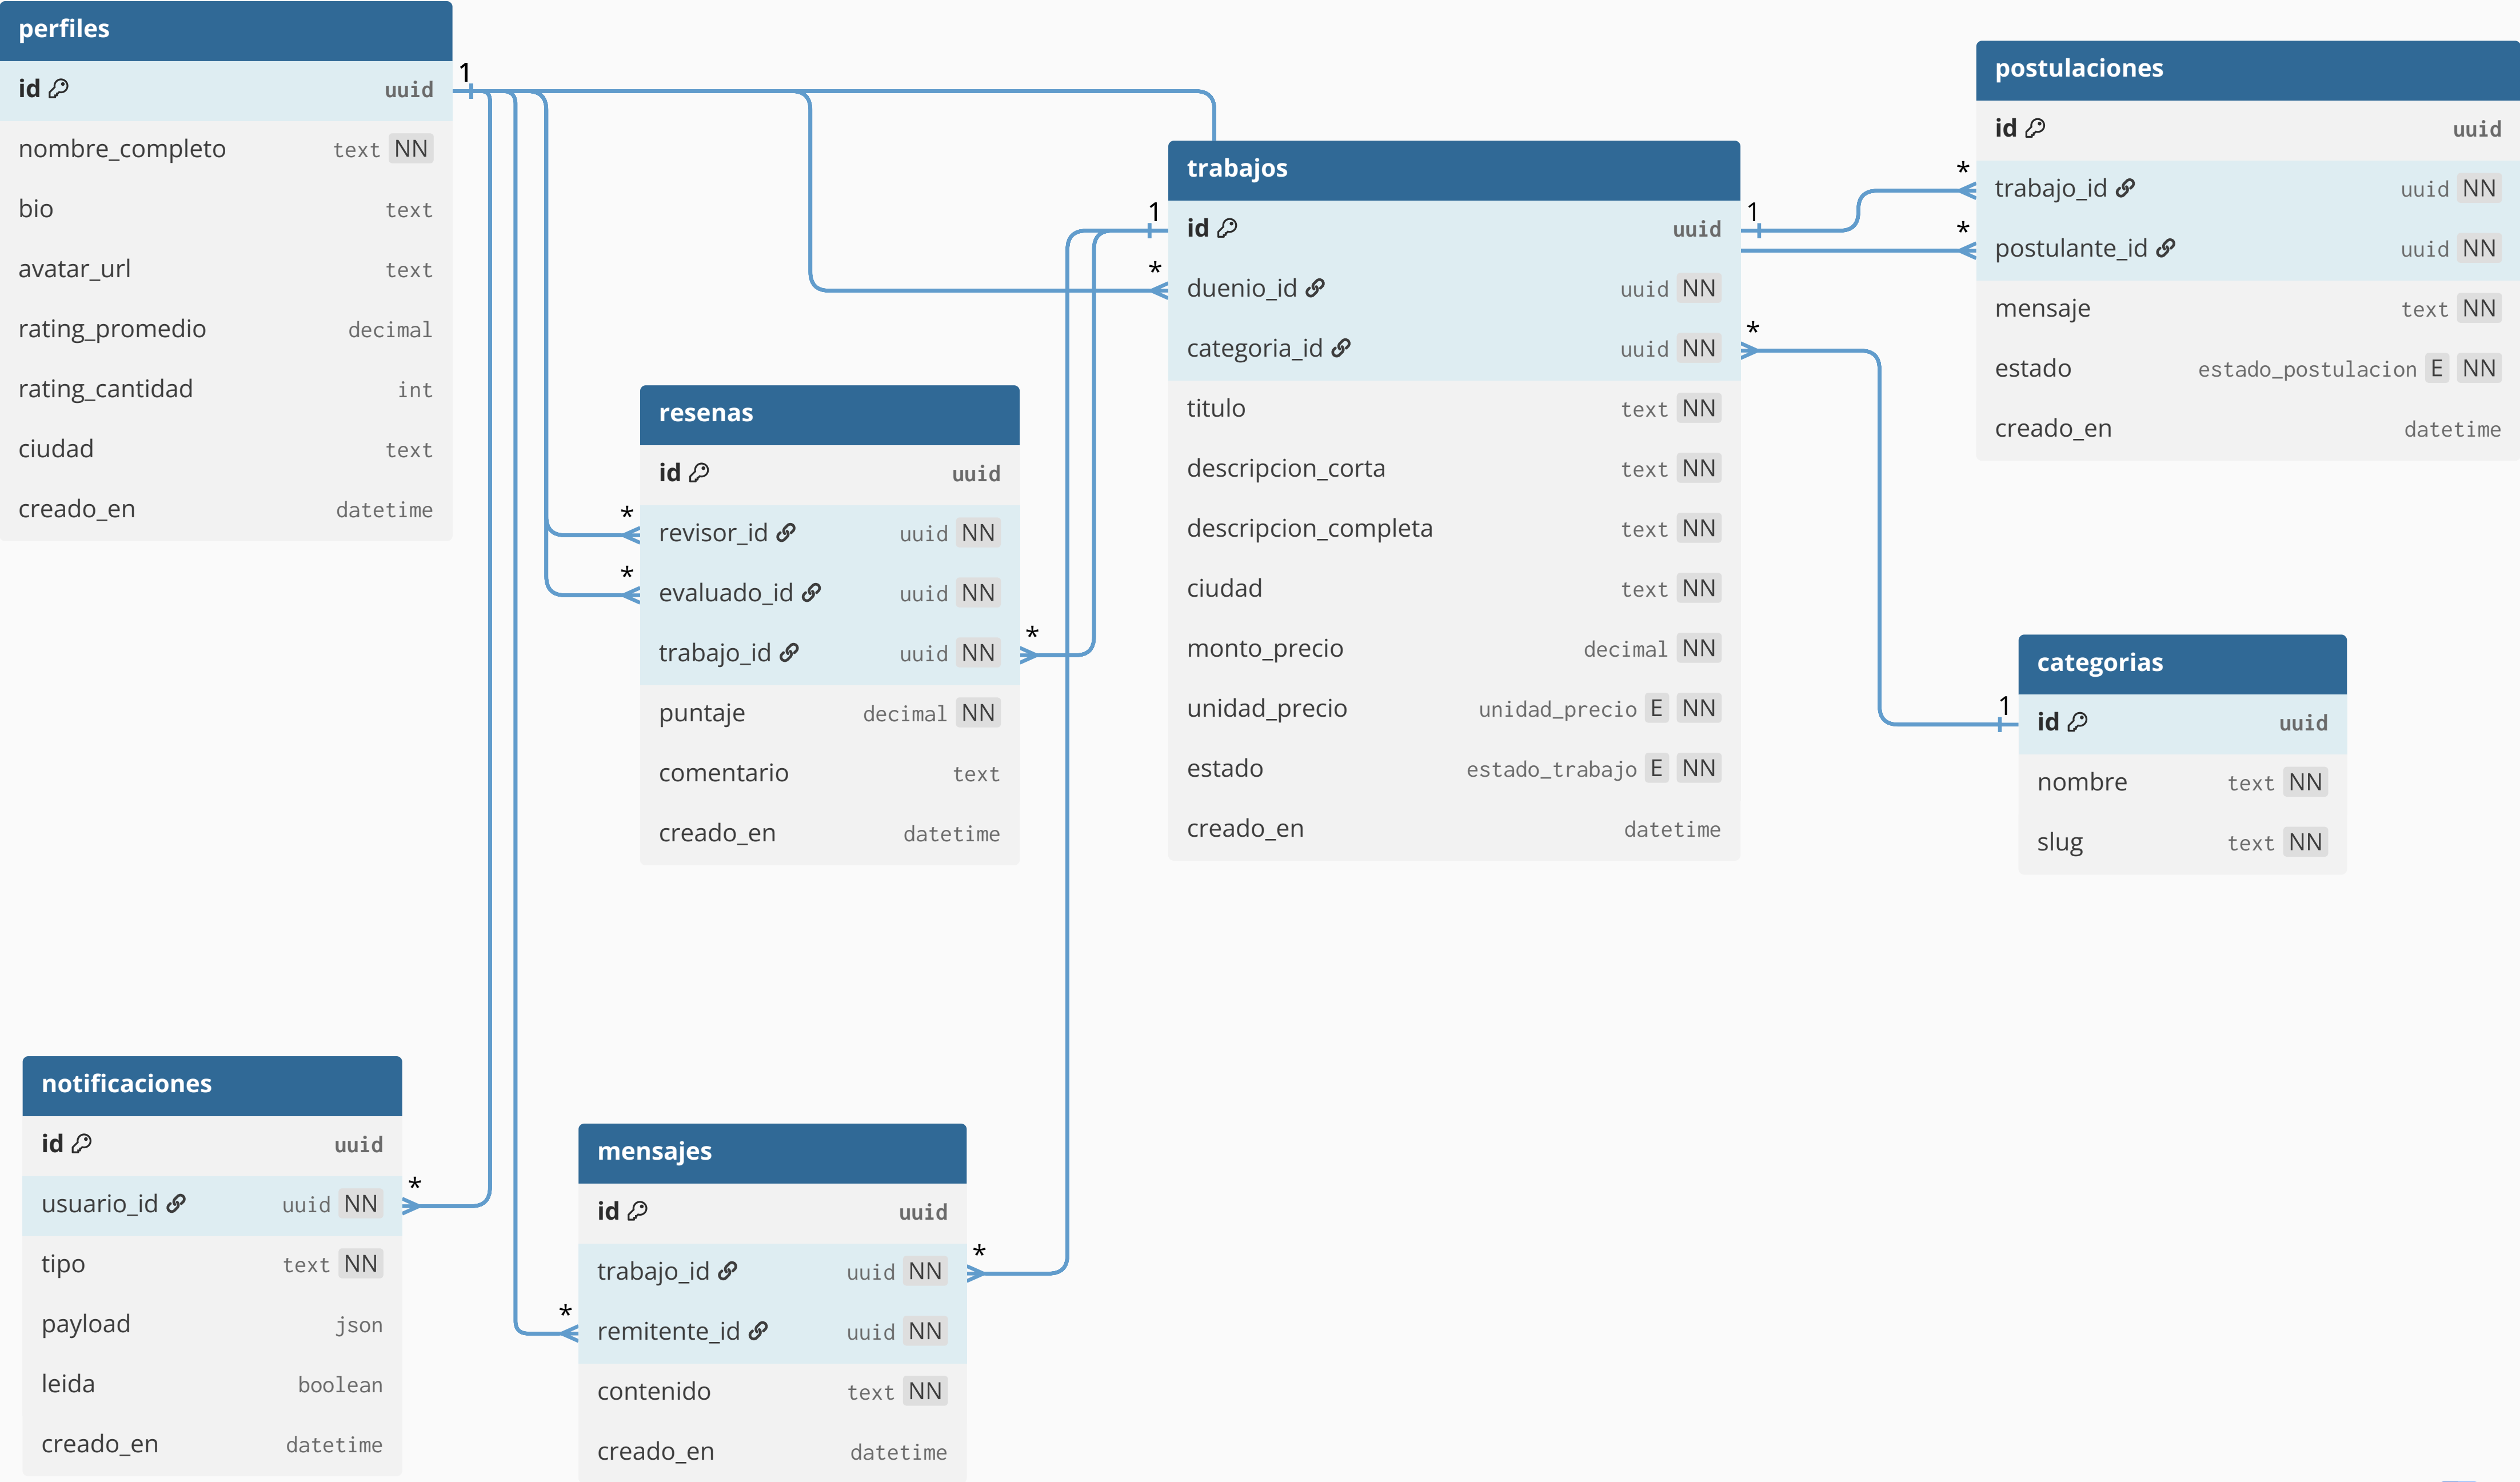 perfiles
id uuid
nombre_completo text NN
bio text
avatar_url text
rating_promedio decimal
rating_cantidad int
ciudad text
creado_en datetime
1
trabajos
1 id uuid 1
* duenio_id uuid NN
categoria_id uuid NN *
titulo text NN
descripcion_corta text NN
descripcion_completa text NN
ciudad text NN
monto_precio decimal NN
unidad_precio unidad_precio E NN
estado estado_trabajo E NN
creado_en datetime
postulaciones
id uuid
* trabajo_id uuid NN
* postulante_id uuid NN
mensaje text NN
estado estado_postulacion E NN
creado_en datetime
resenas
id uuid
* revisor_id uuid NN
* evaluado_id uuid NN
trabajo_id uuid NN *
puntaje decimal NN
comentario text
creado_en datetime
categorias
1 id uuid
nombre text NN
slug text NN
notificaciones
id uuid
usuario_id uuid NN *
tipo text NN
payload json
leida boolean
creado_en datetime
mensajes
id uuid
trabajo_id uuid NN *
* remitente_id uuid NN
contenido text NN
creado_en datetime